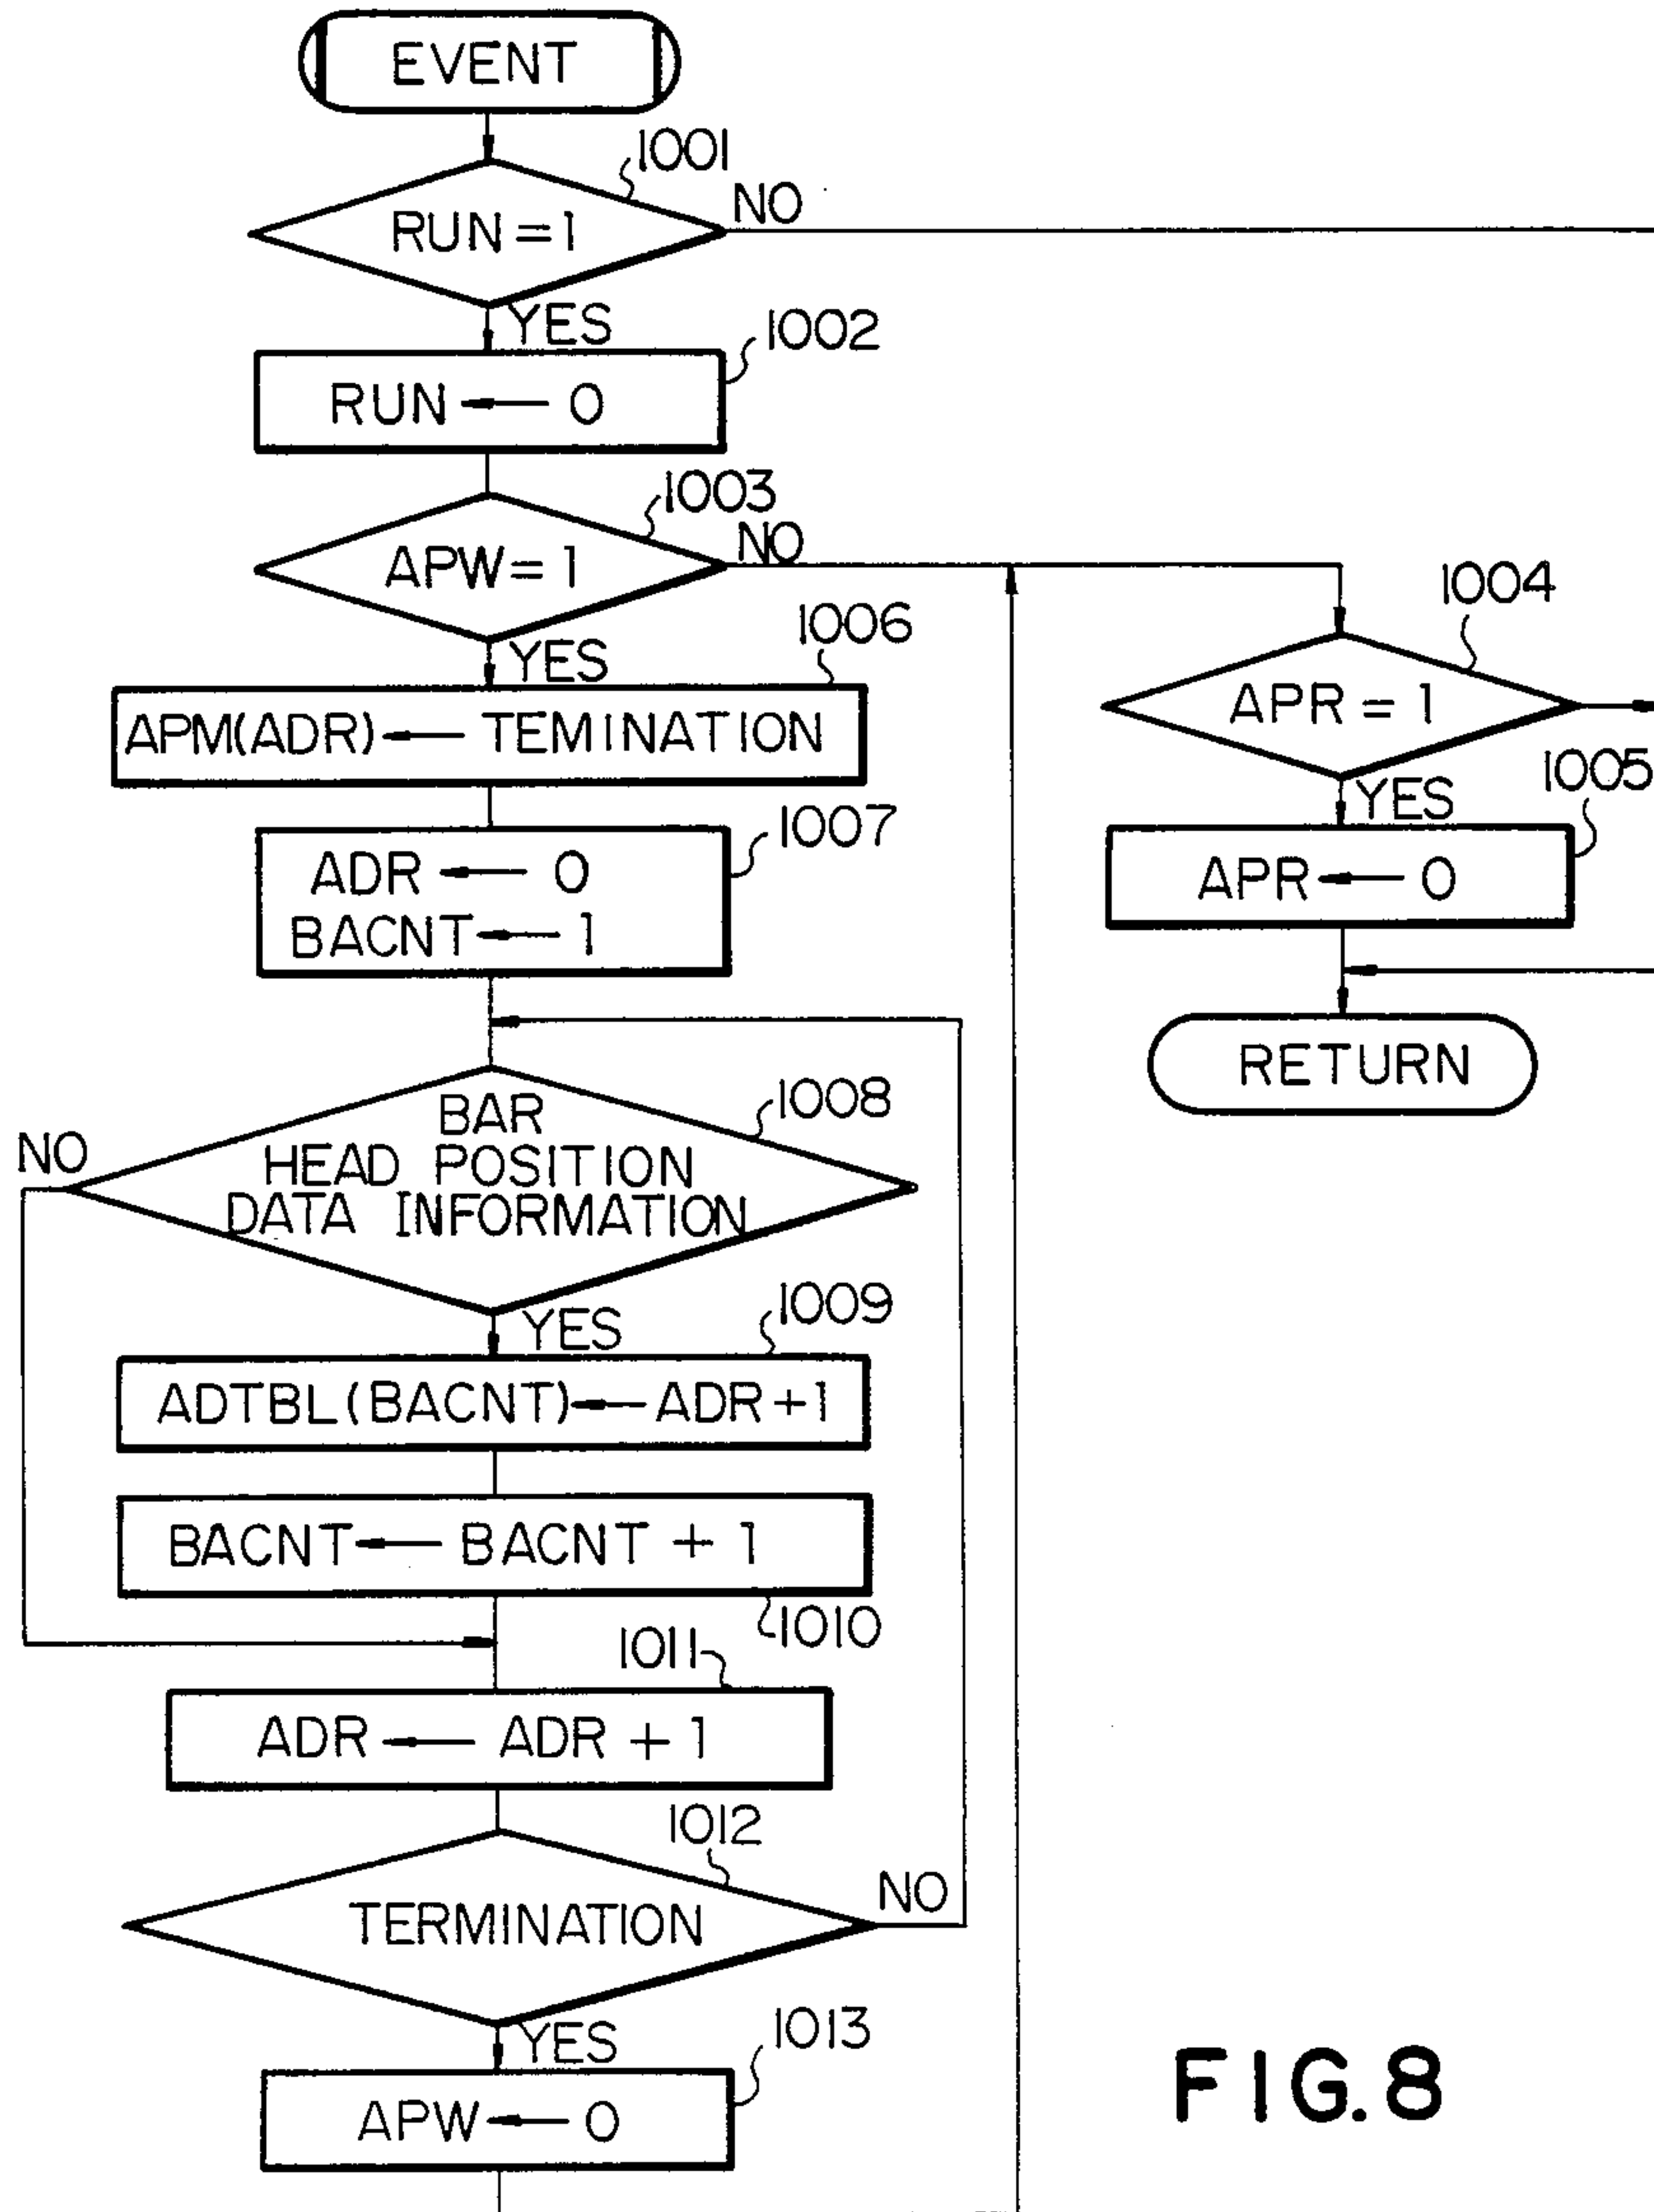 EVENT
1001
RUN=1
NO
YES
1002
RUN ← 0
1003
APW=1
NO
YES
1004
APR = 1
YES
1005
APR ← 0
RETURN
1006
APM(ADR) ← TEMINATION
1007
ADR ← 0
BACNT ← 1
1008
BAR
HEAD POSITION
DATA INFORMATION
NO
YES
1009
ADTBL(BACNT) ← ADR+1
BACNT ← BACNT + 1
1010
1011
ADR ← ADR + 1
1012
TERMINATION
NO
YES
1013
APW ← 0
FIG.8